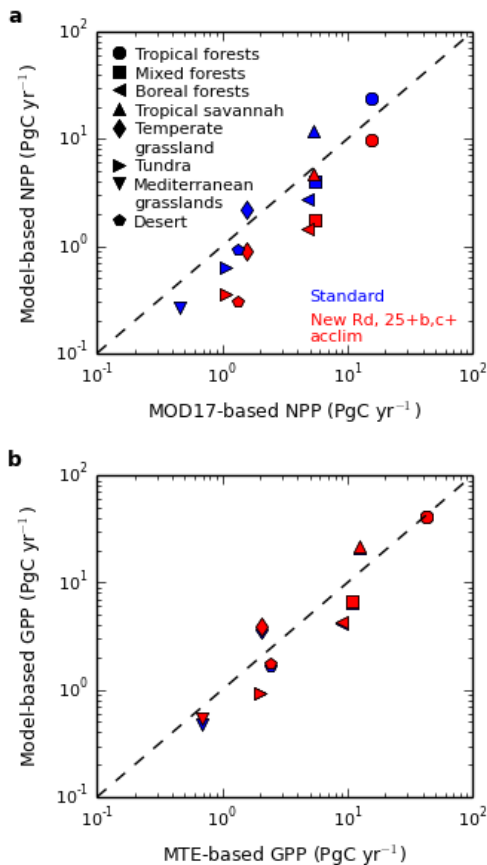 a
10²
Tropical forests
Mixed forests
Boreal forests
Tropical savannah
Temperate
grassland
Tundra
Mediterranean
grasslands
Desert
10¹
10⁰
10⁻¹
Model-based NPP (PgC yr⁻¹)
Standard
New Rd, 25+b,c+
acclim
10⁻¹ 10⁰ 10¹ 10²
MOD17-based NPP (PgC yr⁻¹)
b
10²
10¹
10⁰
10⁻¹
Model-based GPP (PgC yr⁻¹)
10⁻¹ 10⁰ 10¹ 10²
MTE-based GPP (PgC yr⁻¹)